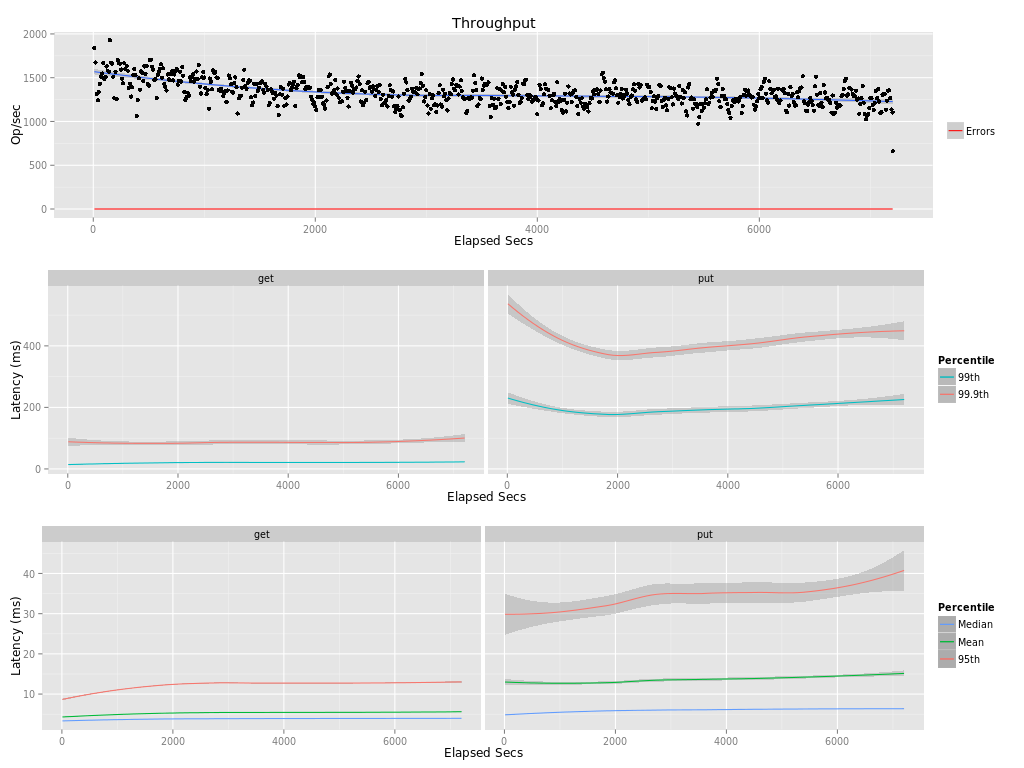 Throughput
2000
1500
1000
500
0
Op/sec
0 2000 4000 6000
Elapsed Secs
Errors
get put
400
200
0
Latency (ms)
0 2000 4000 6000 0 2000 4000 6000
Elapsed Secs
Percentile
99th
99.9th
get put
40
30
20
10
Latency (ms)
0 2000 4000 6000 0 2000 4000 6000
Elapsed Secs
Percentile
Median
Mean
95th